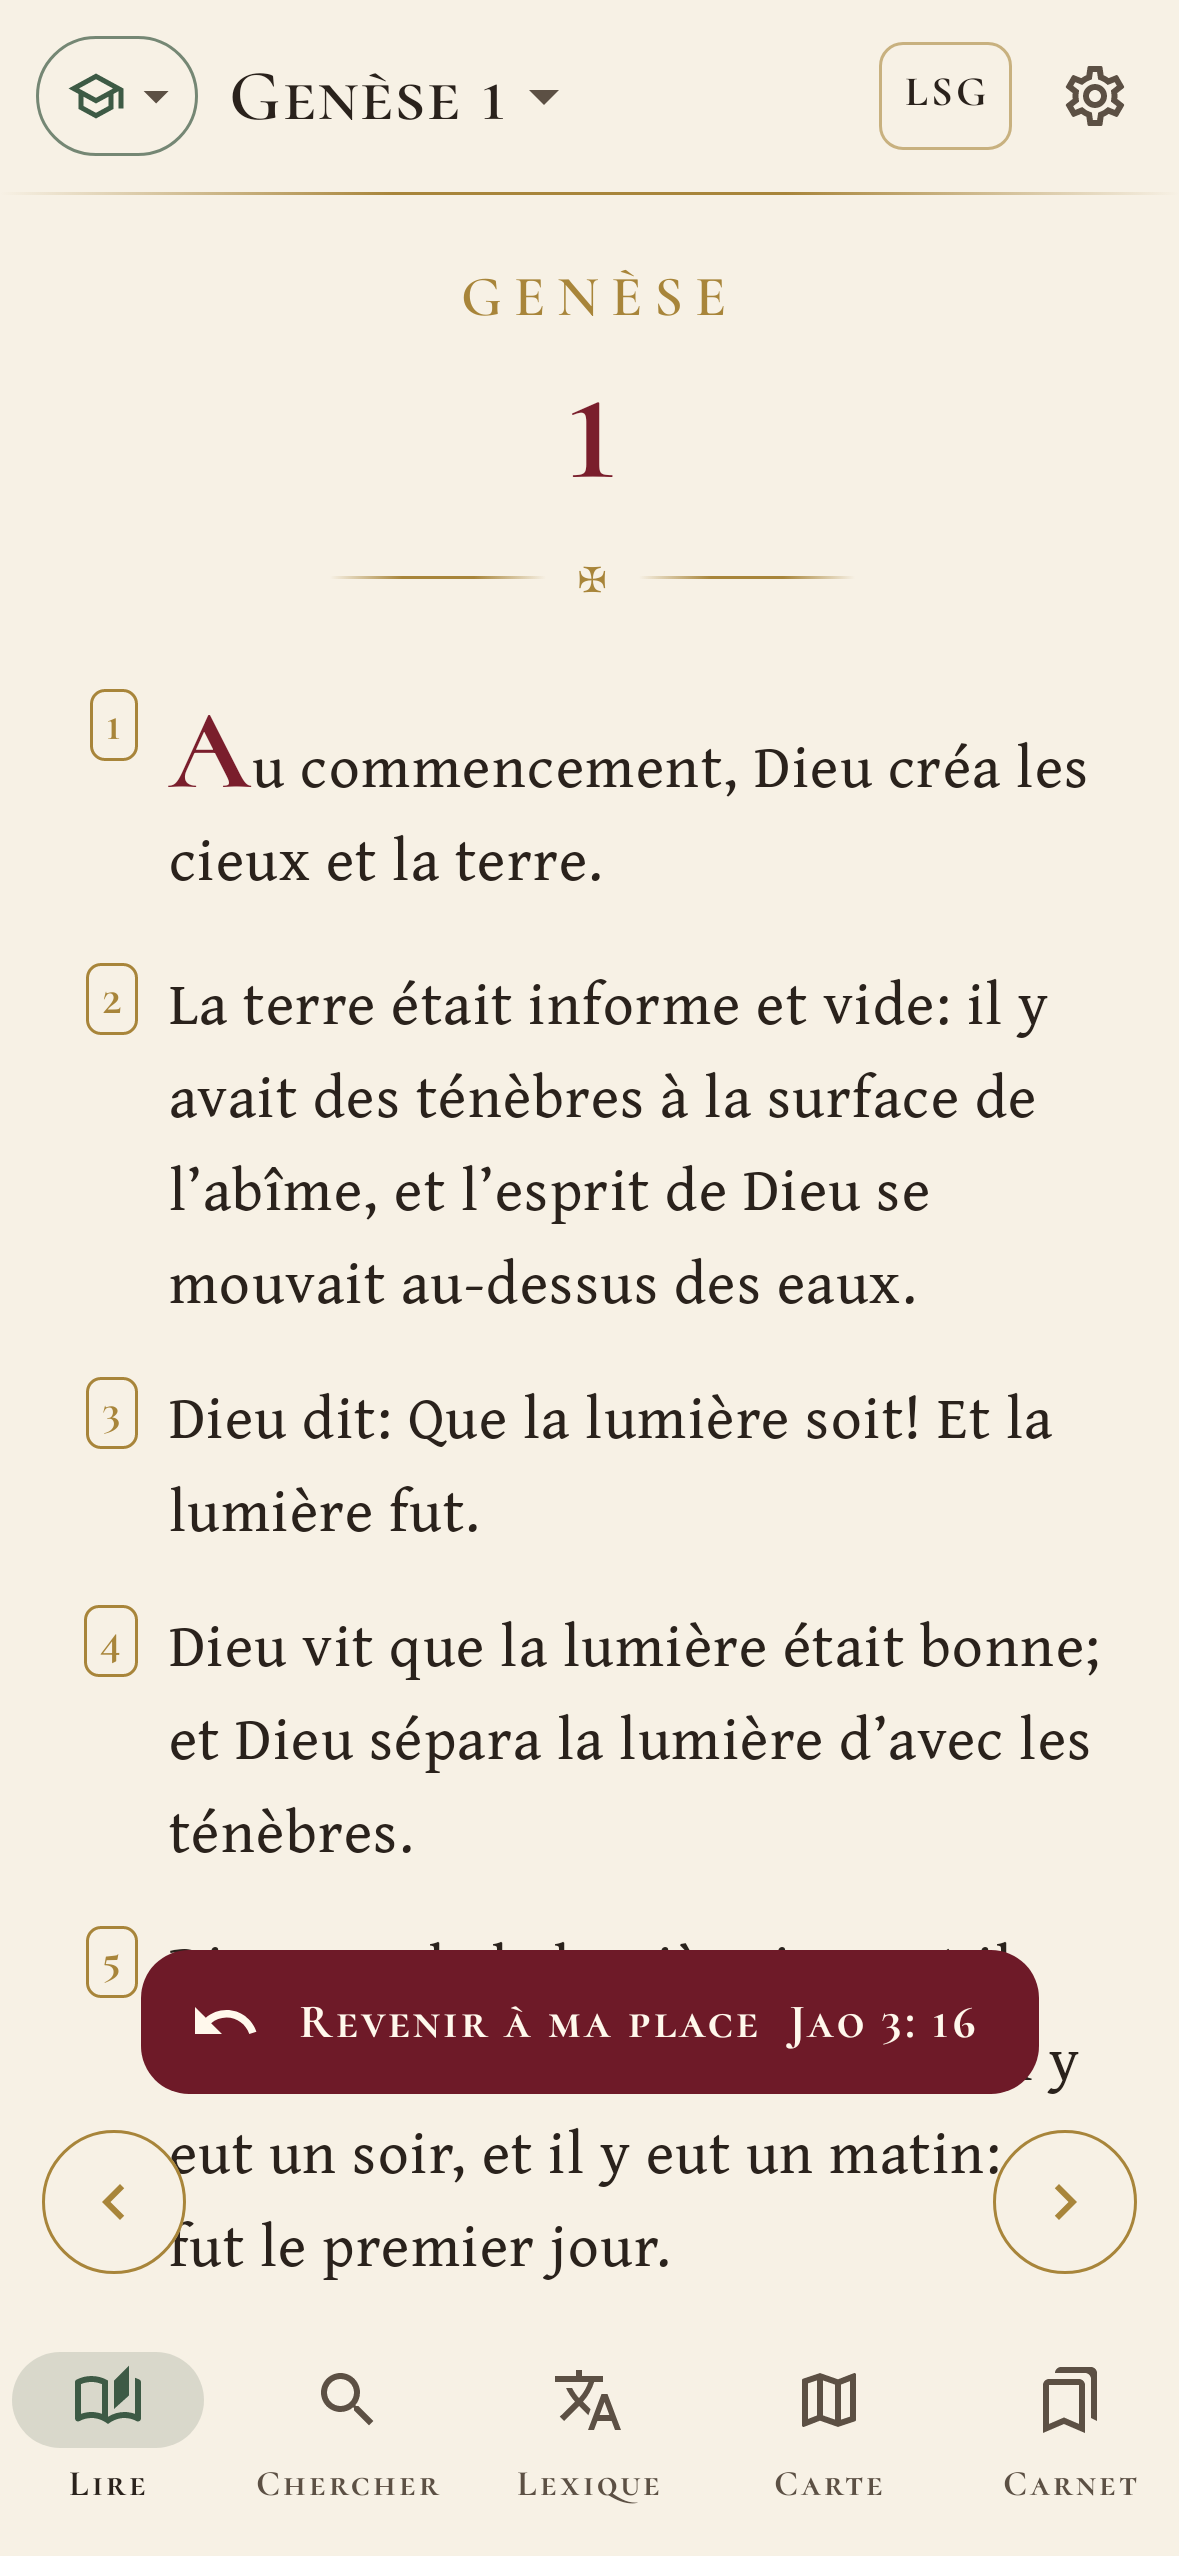 Genèse 1
LSG
GENÈSE
1
1 Au commencement, Dieu créa les
cieux et la terre.
2 La terre était informe et vide: il y
avait des ténèbres à la surface de
l’abîme, et l’esprit de Dieu se
mouvait au-dessus des eaux.
3 Dieu dit: Que la lumière soit! Et la
lumière fut.
4 Dieu vit que la lumière était bonne;
et Dieu sépara la lumière d’avec les
ténèbres.
5
Revenir à ma place Jao 3: 16
y
eut un soir, et il y eut un matin:
fut le premier jour.
Lire
Chercher
Lexique
Carte
Carnet